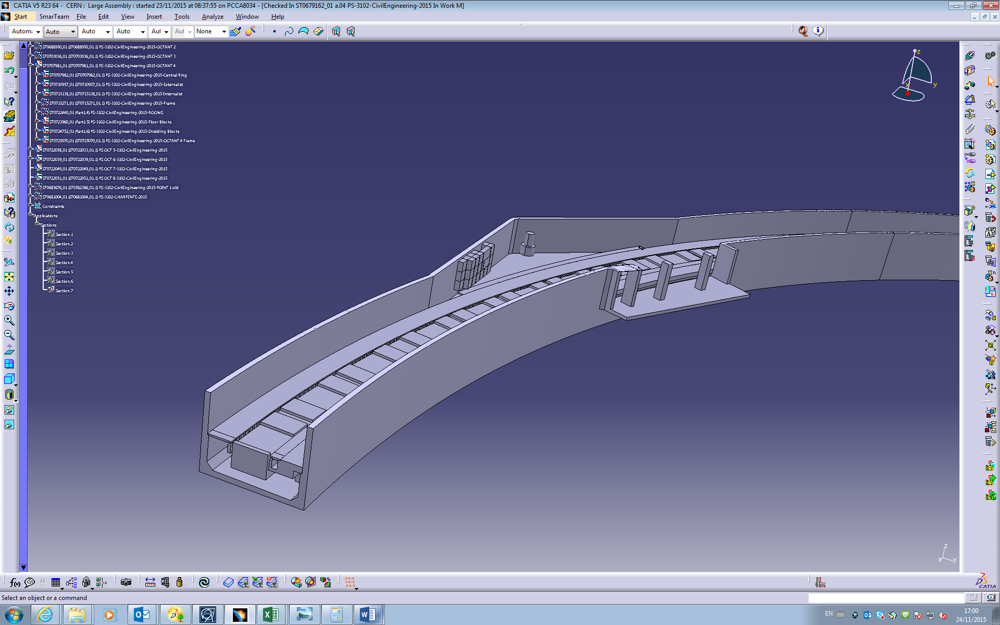 CATIA V5 R23 64 - CERN : Large Assembly : started 23/11/2015 at 08:37:55 on PCCA8034 - [Checked In ST0679162_01 a.04 PS-3102-CivilEngineering-2015 In Work M]
Start SmarTeam File Edit View Insert Tools Analyze Window Help
Automa Auto Auto Auto Aut Aut None
ST0688950_01 (ST0688950_01.1) PS-3102-CivilEngineering-2015-OCTANT 2
ST0703036_01 (ST0703036_01.1) PS-3102-CivilEngineering-2015-OCTANT 3
ST0707981_01 (ST0707981_01.1) PS-3102-CivilEngineering-2015-OCTANT 4
ST0707982_01 (ST0707982_01.1) PS-3102-CivilEngineering-2015-Central Ring
ST0710957_01 (ST0710957_01.1) PS-3102-CivilEngineering-2015-Externalst
ST0715138_01 (ST0715138_01.1) PS-3102-CivilEngineering-2015-Internalst
ST0715271_01 (ST0715271_01.1) PS-3102-CivilEngineering-2015-Frame
ST0722440_01 (Part1.4) PS-3102-CivilEngineering-2015-ROOMS
ST0723960_01 (Part1.5) PS-3102-CivilEngineering-2015-Floor Blocks
ST0724752_01 (Part1.6) PS-3102-CivilEngineering-2015-Shielding Blocks
ST0725070_01 (ST0725070_01.1) PS-3102-CivilEngineering-2015-OCTANT 4 Frame
ST0722058_01 (ST0722033_01.1) PS OCT 5-3102-CivilEngineering-2015
ST0722039_01 (ST0722039_01.1) PS OCT 6-3102-CivilEngineering-2015
ST0722049_01 (ST0722049_01.1) PS OCT 7-3102-CivilEngineering-2015
ST0722051_01 (ST0722051_01.1) PS OCT 8-3102-CivilEngineering-2015
ST0685676_01 (ST0582386_01.1) PS-3102-CivilEngineering-2015-POINT 1 old
ST0681004_01 (ST0681004_01.1) PS-3102-CHARPENTE-2015
Constraints
Applications
Sections
Section.1
Section.2
Section.3
Section.4
Section.5
Section.6
Section.7
z
y
x
z
x y
f(x)
CATIA
Select an object or a command
CERN
EN
17:00
24/11/2015